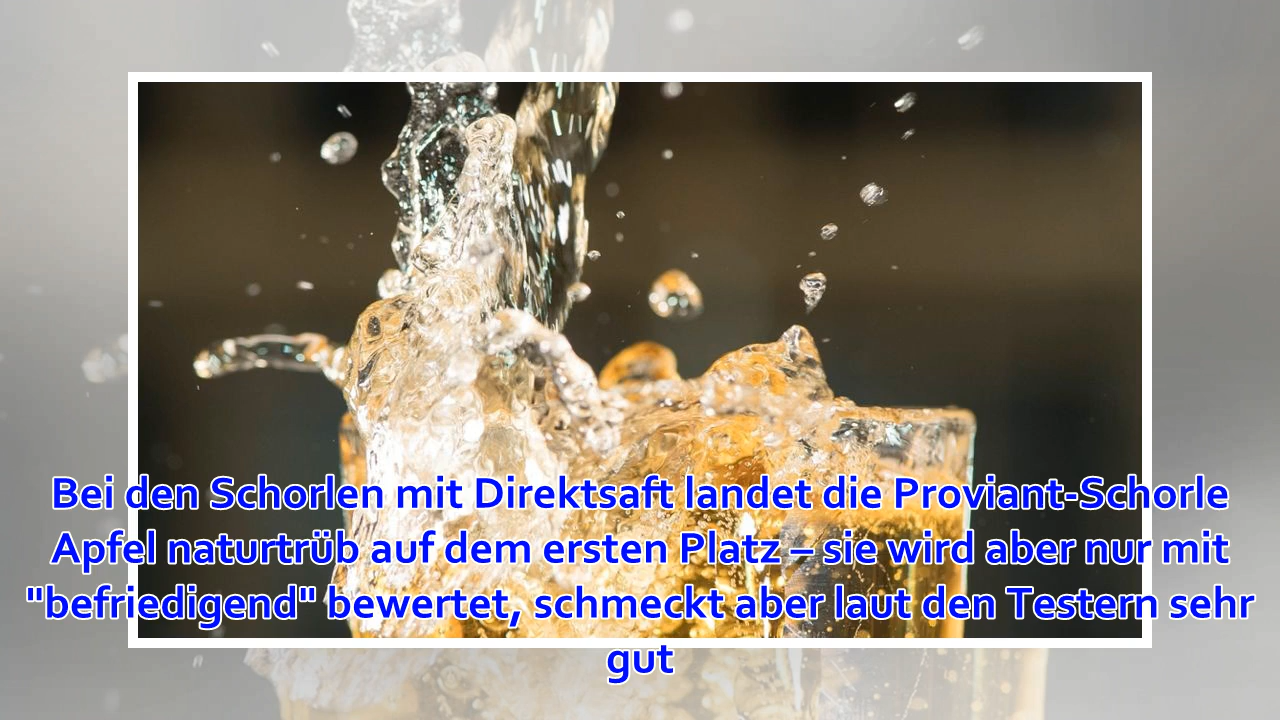 Bei den Schorlen mit Direktsaft landet die Proviant-Schorle
Apfel naturtrüb auf dem ersten Platz – sie wird aber nur mit
"befriedigend" bewertet, schmeckt aber laut den Testern sehr
gut